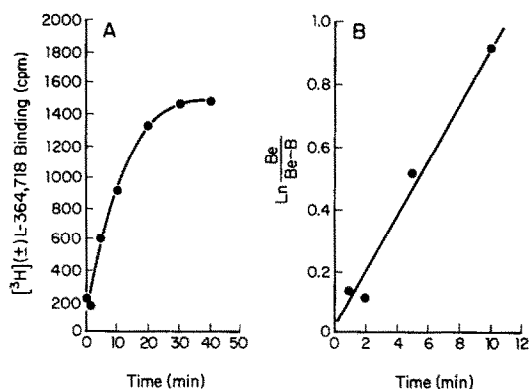 A
[³H](±)L-364,718 Binding (cpm)
2000
1800
1600
1400
1200
1000
800
600
400
200
0
0 10 20 30 40 50
Time (min)
B
Ln Be
Be-B
1.0
0.8
0.6
0.4
0.2
0.0
0 2 4 6 8 10 12
Time (min)